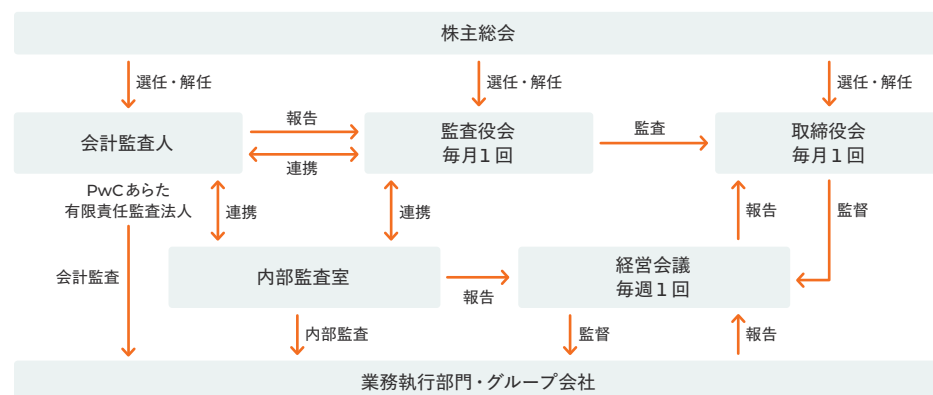 株主総会
選任・解任
選任・解任
選任・解任
会計監査人
報告
連携
監査役会
毎月1回
監査
取締役会
毎月1回
PwCあらた
有限責任監査法人
連携
連携
報告
監督
会計監査
内部監査室
報告
経営会議
毎週1回
内部監査
監督
報告
業務執行部門・グループ会社